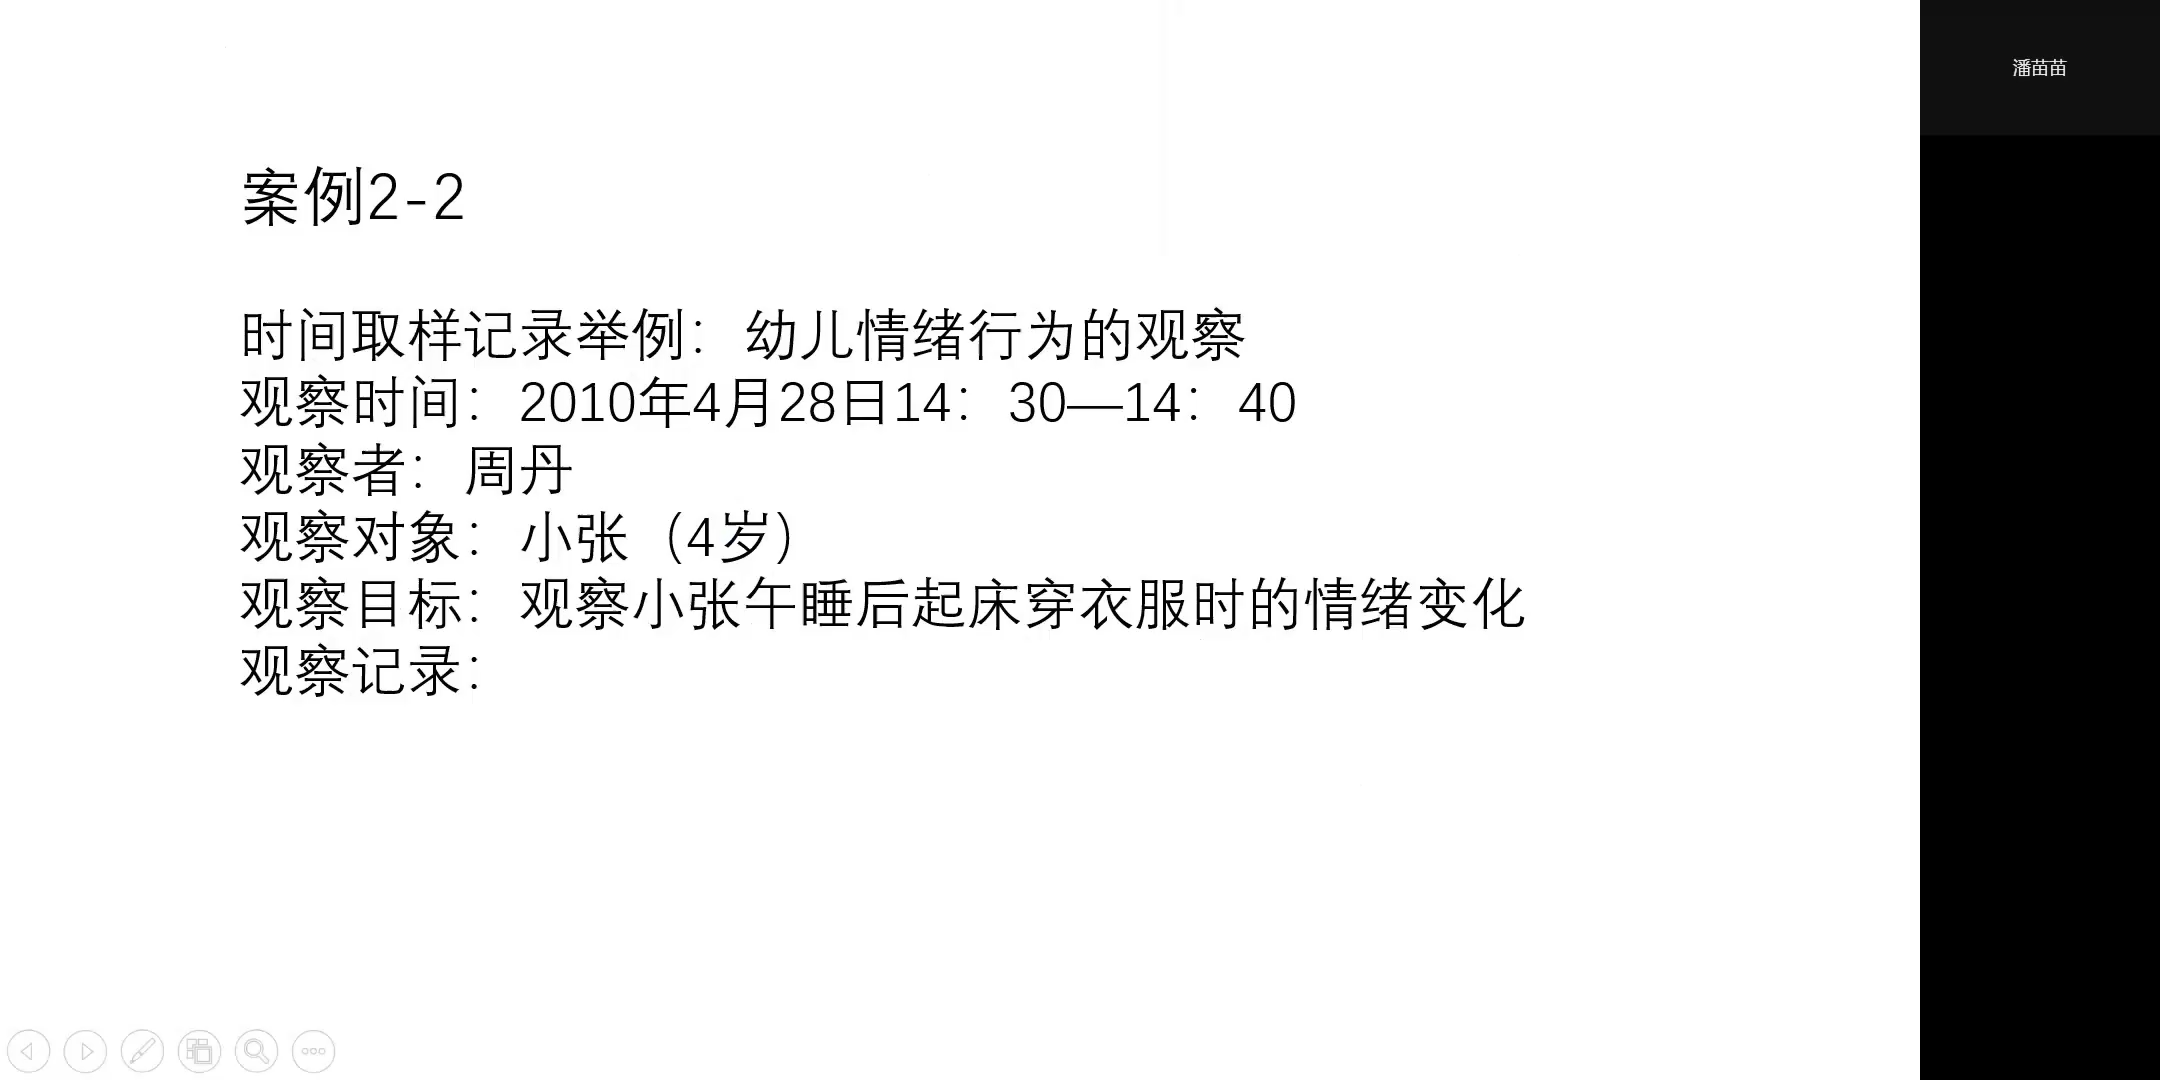 案例2-2
时间取样记录举例：幼儿情绪行为的观察
观察时间：2010年4月28日14：30—14：40
观察者：周丹
观察对象：小张（4岁）
观察目标：观察小张午睡后起床穿衣服时的情绪变化
观察记录：
潘苗苗